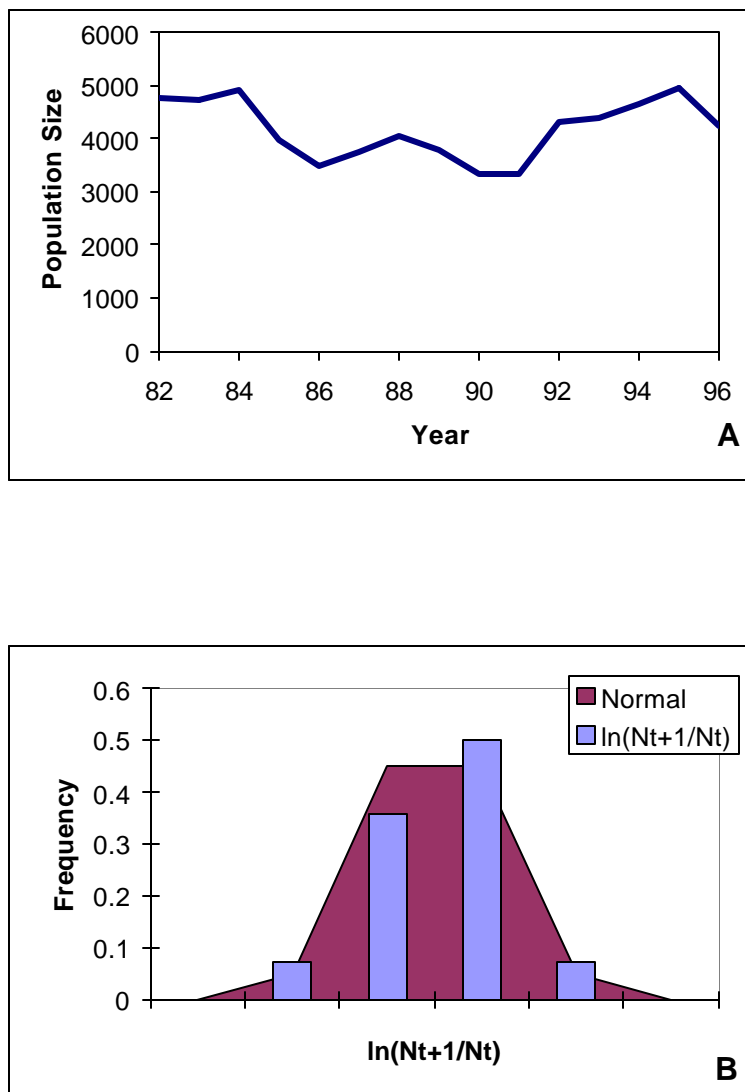 6000
5000
4000
3000
2000
1000
0
Population Size
82 84 86 88 90 92 94 96
Year
A
0.6
0.5
0.4
0.3
0.2
0.1
0
Frequency
Normal
ln(Nt+1/Nt)
ln(Nt+1/Nt)
B